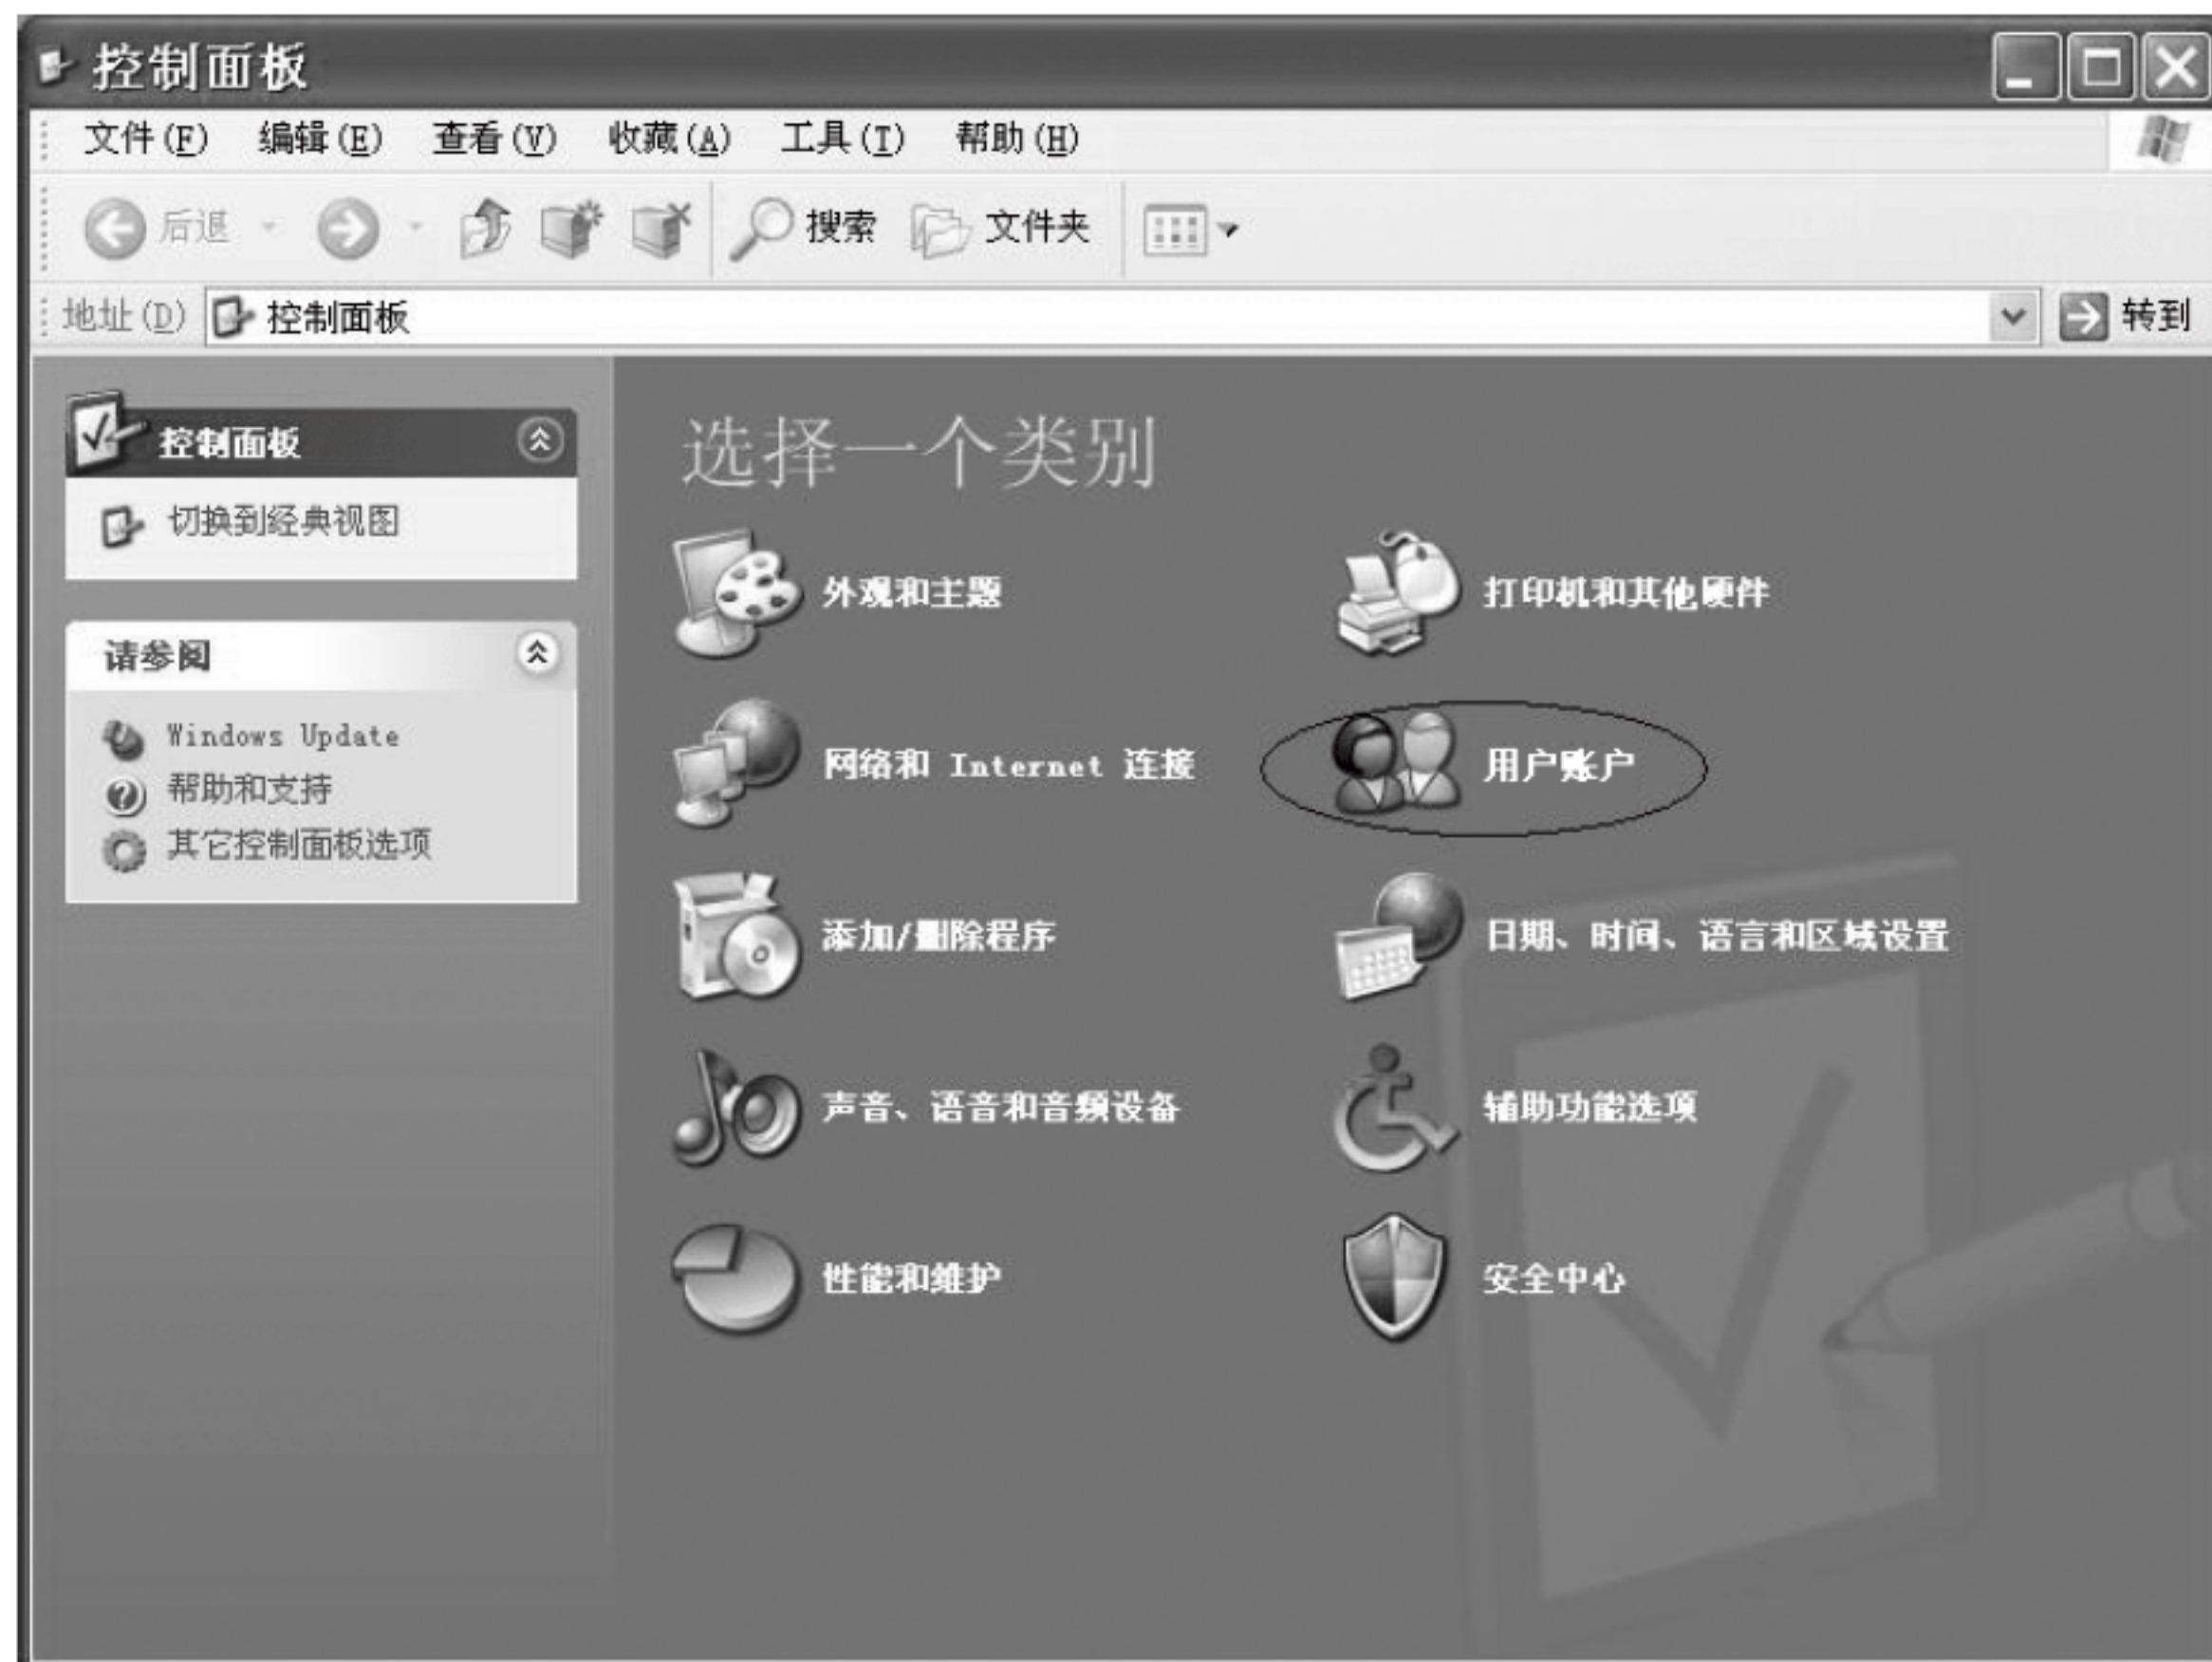 控制面板
文件(F) 编辑(E) 查看(V) 收藏(A) 工具(T) 帮助(H)
后退 搜索 文件夹
地址(D) 控制面板 转到
控制面板
切换到经典视图
请参阅
Windows Update
帮助和支持
其它控制面板选项
选择一个类别
外观和主题 打印机和其他硬件
网络和 Internet 连接 用户账户
添加/删除程序 日期、时间、语言和区域设置
声音、语音和音频设备 辅助功能选项
性能和维护 安全中心